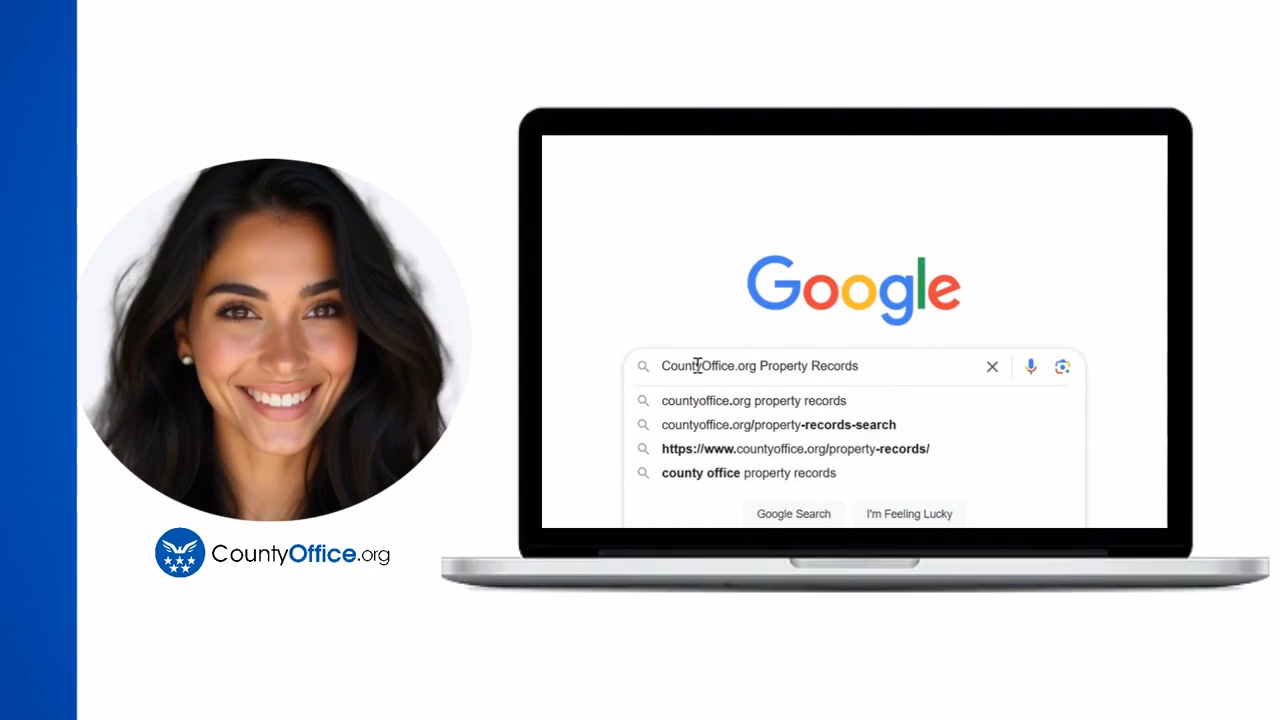 CountyOffice.org
Google
CountyOffice.org Property Records
countyoffice.org property records
countyoffice.org/property-records-search
https://www.countyoffice.org/property-records/
county office property records
Google Search
I'm Feeling Lucky